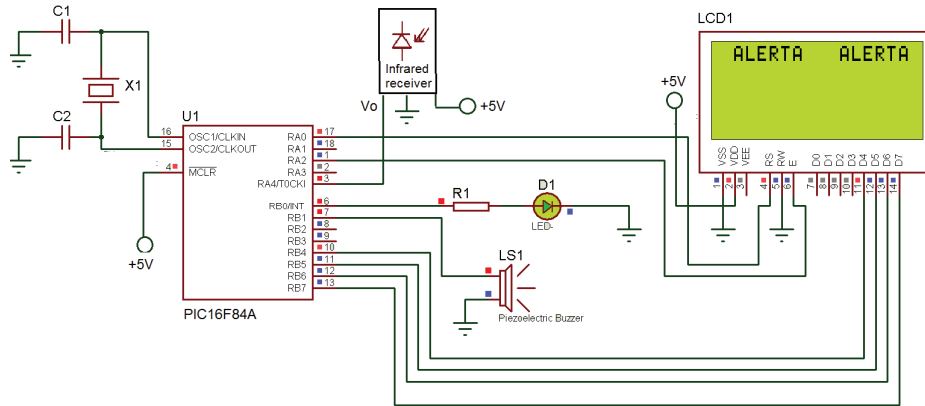 C1
X1
C2
U1
16 OSC1/CLKIN
15 OSC2/CLKOUT
4 MCLR
+5V
RA0 17
RA1 18
RA2 1
RA3 2
RA4/T0CKI 3
RB0/INT 6
RB1 7
RB2 8
RB3 9
RB4 10
RB5 11
RB6 12
RB7 13
PIC16F84A
Infrared
receiver
Vo
+5V
R1
D1
LED-
LS1
Piezoelectric Buzzer
LCD1
ALERTA ALERTA
+5V
VSS VDD VEE RS RW E D0 D1 D2 D3 D4 D5 D6 D7
1 2 3 4 5 6 7 8 9 10 11 12 13 14